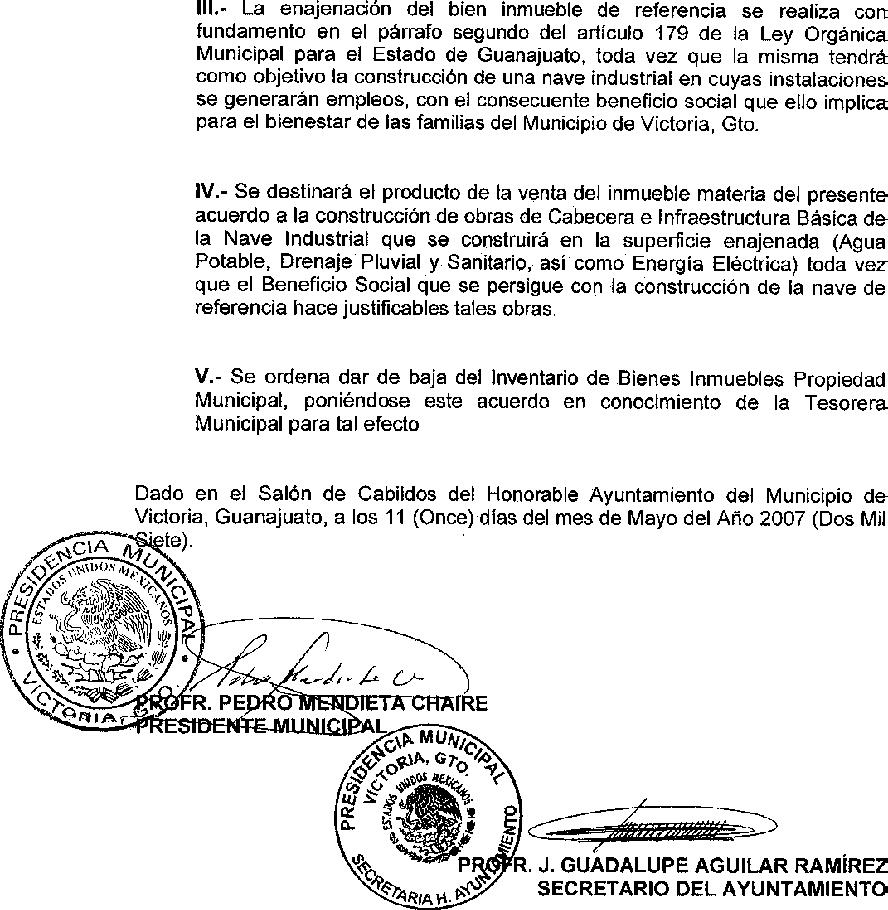 III.- La enajenación del bien inmueble de referencia se realiza con
fundamento en el párrafo segundo del artículo 179 de la Ley Orgánica
Municipal para el Estado de Guanajuato, toda vez que la misma tendrá
como objetivo la construcción de una nave industrial en cuyas instalaciones
se generarán empleos, con el consecuente beneficio social que ello implica
para el bienestar de las familias del Municipio de Victoria, Gto.
IV.- Se destinará el producto de la venta del inmueble materia del presente
acuerdo a la construcción de obras de Cabecera e Infraestructura Básica de
la Nave Industrial que se construirá en la superficie enajenada (Agua
Potable, Drenaje Pluvial y Sanitario, así como Energía Eléctrica) toda vez
que el Beneficio Social que se persigue con la construcción de la nave de
referencia hace justificables tales obras.
V.- Se ordena dar de baja del Inventario de Bienes Inmuebles Propiedad
Municipal, poniéndose este acuerdo en conocimiento de la Tesorera
Municipal para tal efecto
Dado en el Salón de Cabildos del Honorable Ayuntamiento del Municipio de
Victoria, Guanajuato, a los 11 (Once) días del mes de Mayo del Año 2007 (Dos Mil
Siete).
PRESIDENCIA MUNICIPAL
ESTADOS UNIDOS MEXICANOS
VICTORIA, GTO.
PROFR. PEDRO MENDIETA CHAIRE
PRESIDENTE MUNICIPAL
PRESIDENCIA MUNICIPAL
VICTORIA, GTO.
ESTADOS UNIDOS MEXICANOS
SECRETARIA H. AYUNTAMIENTO
PROFR. J. GUADALUPE AGUILAR RAMÍREZ
SECRETARIO DEL AYUNTAMIENTO